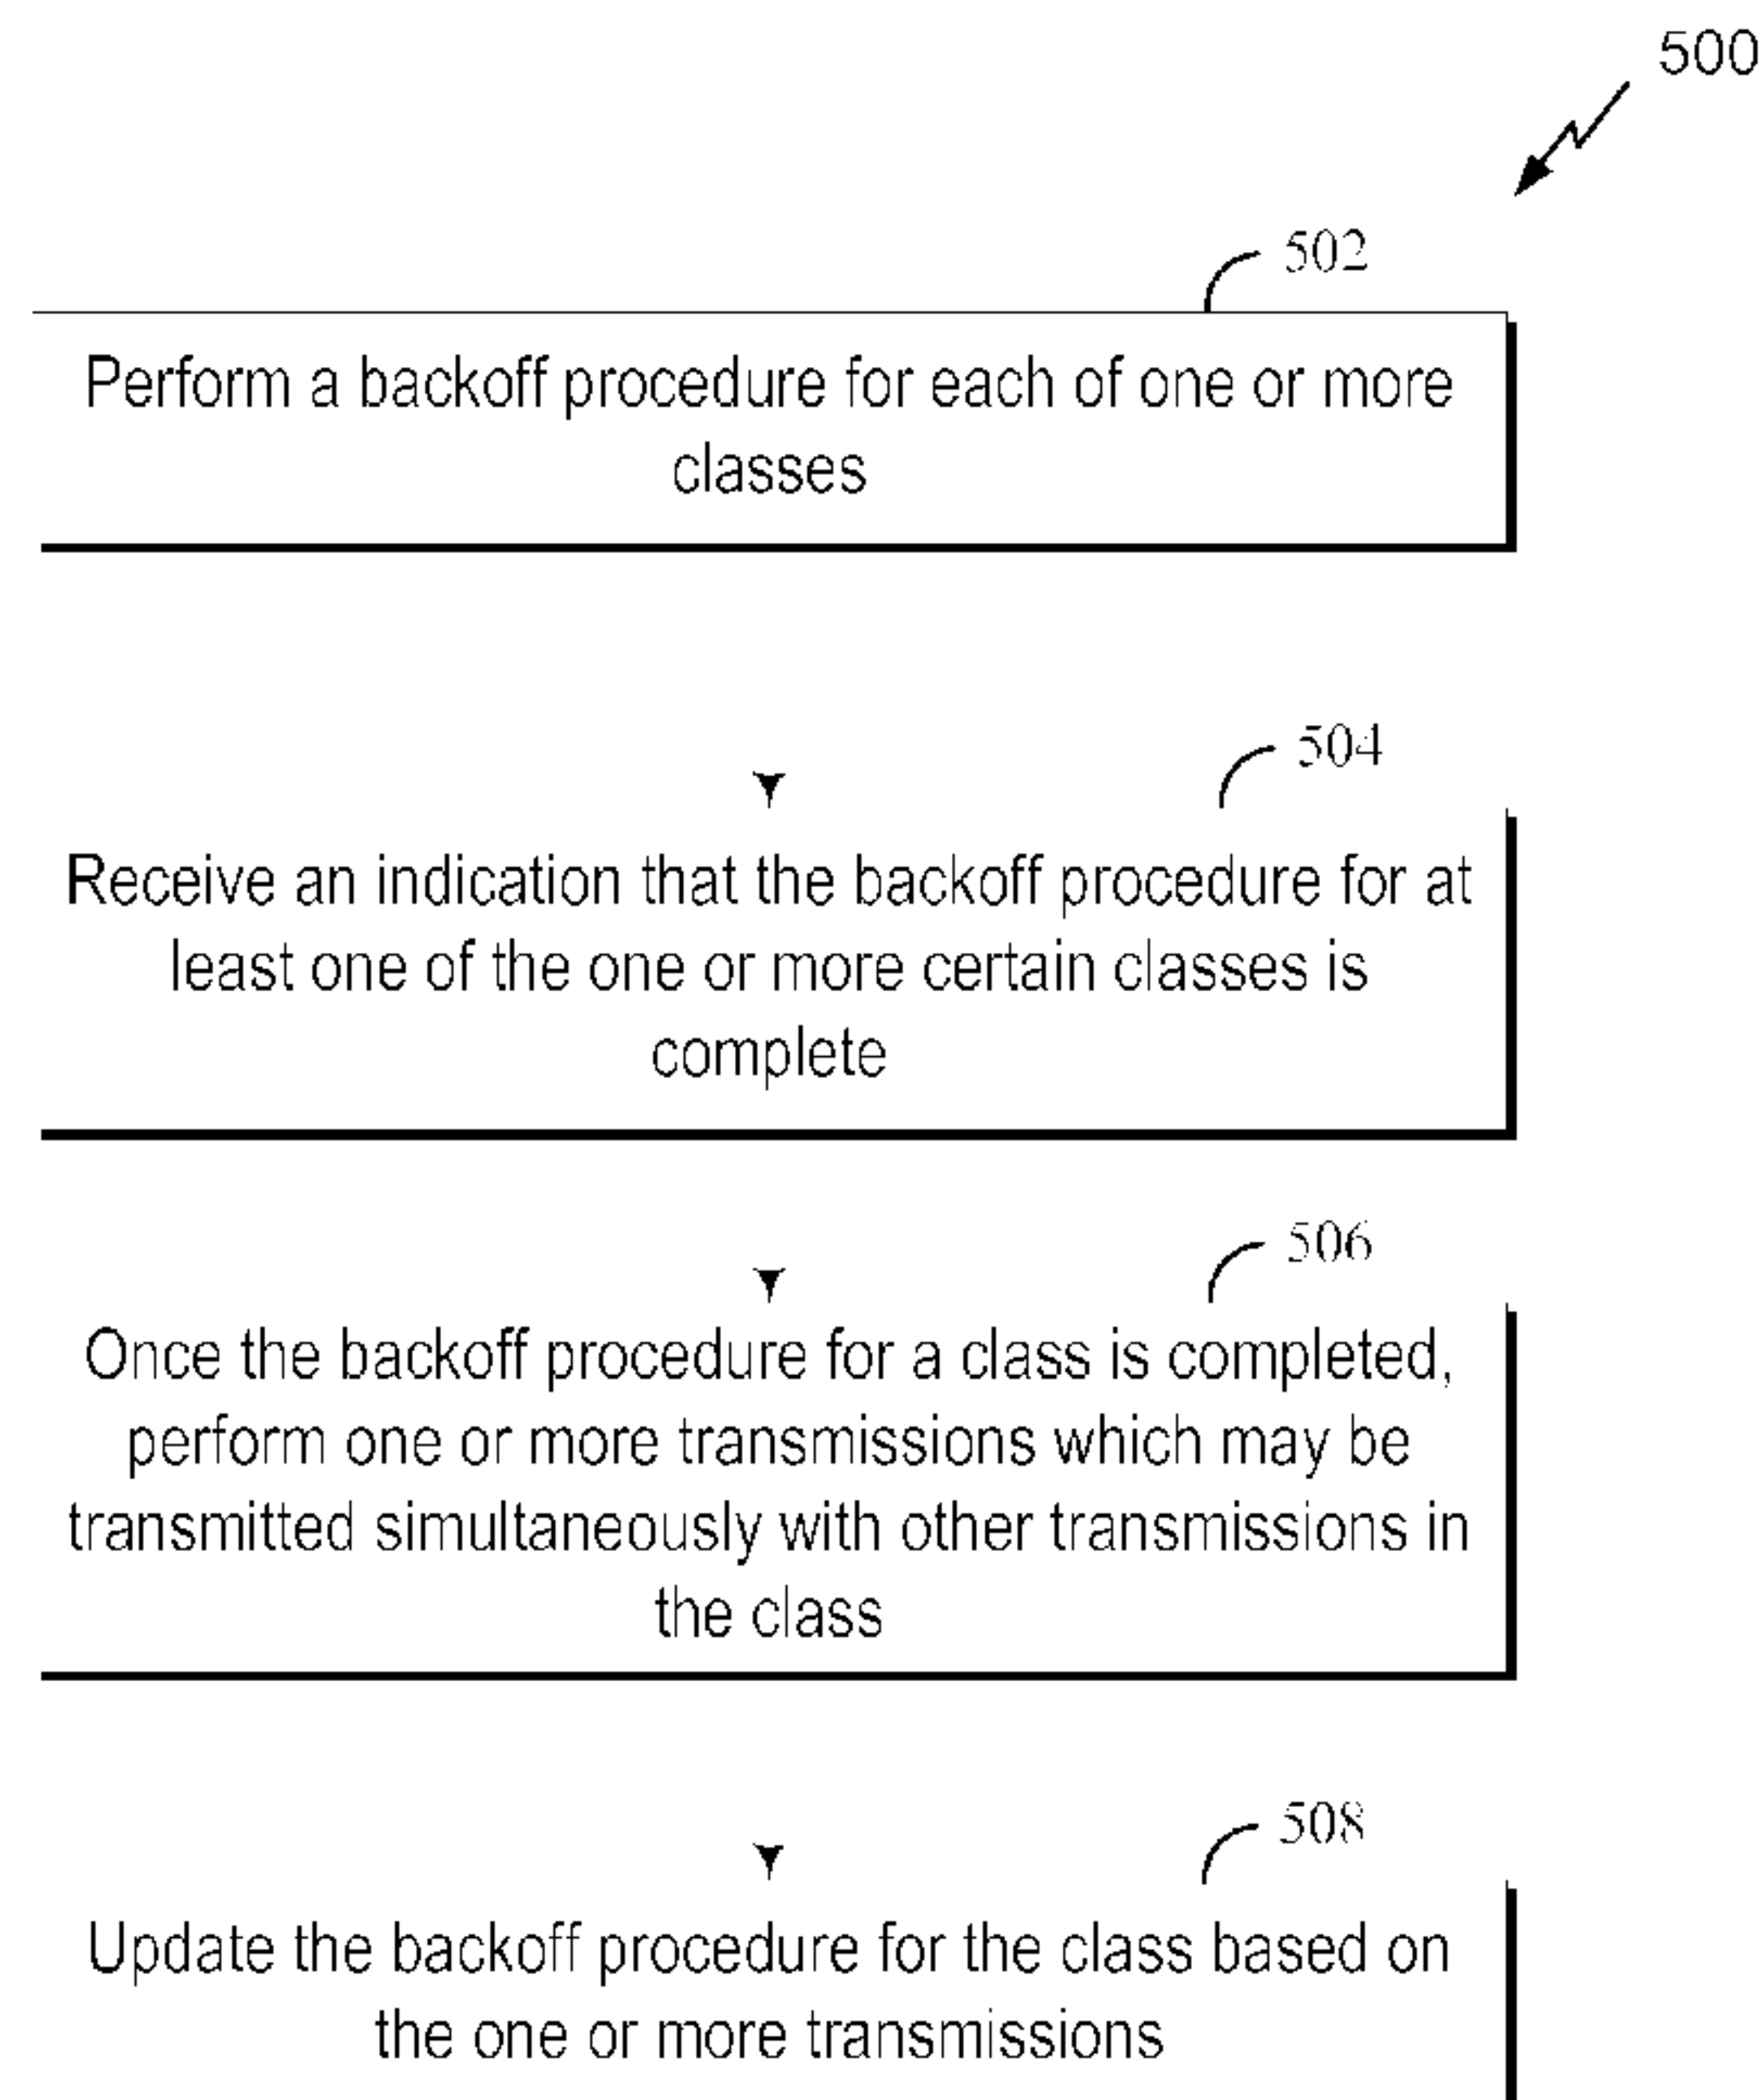 500
502
Perform a backoff procedure for each of one or more
classes
504
Receive an indication that the backoff procedure for at
least one of the one or more certain classes is
complete
506
Once the backoff procedure for a class is completed,
perform one or more transmissions which may be
transmitted simultaneously with other transmissions in
the class
508
Update the backoff procedure for the class based on
the one or more transmissions